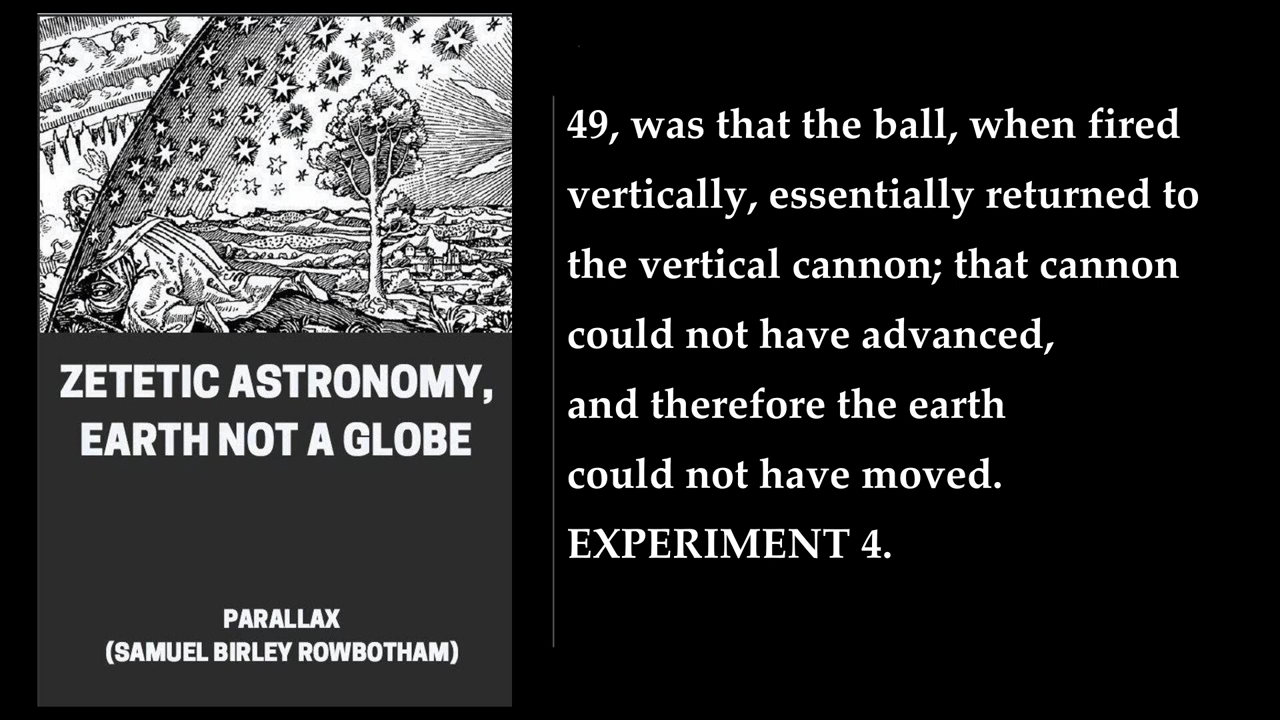 ZETETIC ASTRONOMY,
EARTH NOT A GLOBE
PARALLAX
(SAMUEL BIRLEY ROWBOTHAM)
49, was that the ball, when fired
vertically, essentially returned to
the vertical cannon; that cannon
could not have advanced,
and therefore the earth
could not have moved.
EXPERIMENT 4.